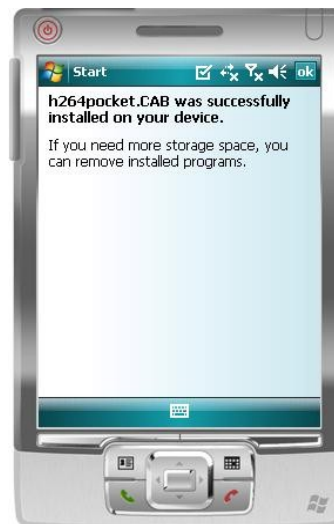 Start
ok
h264pocket.CAB was successfully
installed on your device.
If you need more storage space, you
can remove installed programs.